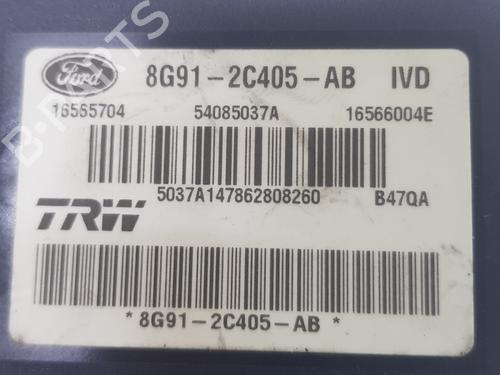 B-PARTS
Ford 8G91-2C405-AB IVD
16565704 54085037A 16566004E
5037A147862808260 B47QA
TRW
*8G91-2C405-AB*